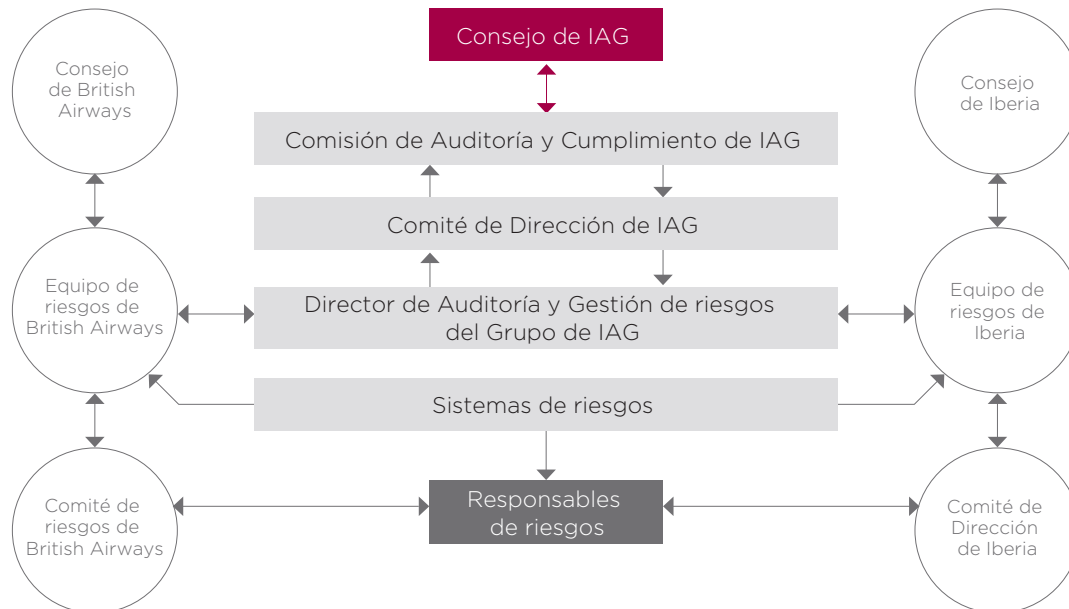 Consejo de IAG
Consejo
de British
Airways
Consejo
de Iberia
Comisión de Auditoría y Cumplimiento de IAG
Comité de Dirección de IAG
Equipo de
riesgos de
British Airways
Director de Auditoría y Gestión de riesgos
del Grupo de IAG
Equipo de
riesgos de
Iberia
Sistemas de riesgos
Comité de
riesgos de
British Airways
Responsables
de riesgos
Comité de
Dirección
de Iberia